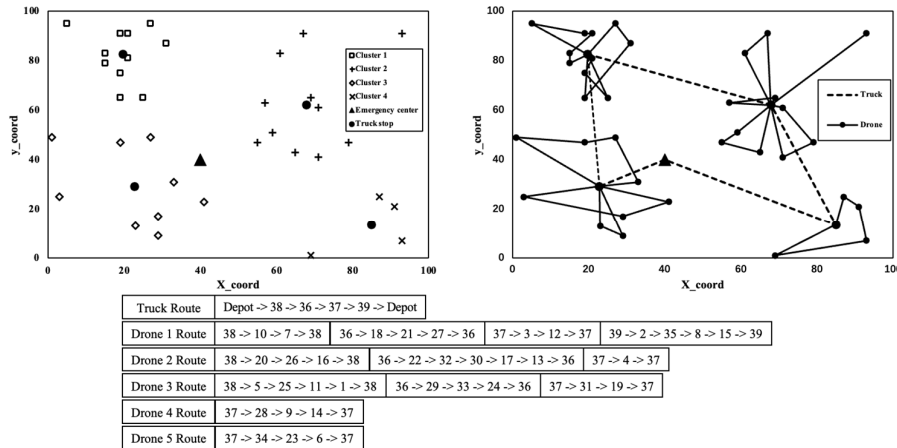 100
80
60
40
20
0
y_coord
0
20
40
60
80
100
X_coord
Cluster 1
Cluster 2
Cluster 3
Cluster 4
Emergency center
Truck stop
100
80
60
40
20
0
y_coord
0
20
40
60
80
100
X_coord
Truck
Drone
Truck Route Depot -> 38 -> 36 -> 37 -> 39 -> Depot
Drone 1 Route 38 -> 10 -> 7 -> 38 36 -> 18 -> 21 -> 27 -> 36 37 -> 3 -> 12 -> 37 39 -> 2 -> 35 -> 8 -> 15 -> 39
Drone 2 Route 38 -> 20 -> 26 -> 16 -> 38 36 -> 22 -> 32 -> 30 -> 17 -> 13 -> 36 37 -> 4 -> 37
Drone 3 Route 38 -> 5 -> 25 -> 11 -> 1 -> 38 36 -> 29 -> 33 -> 24 -> 36 37 -> 31 -> 19 -> 37
Drone 4 Route 37 -> 28 -> 9 -> 14 -> 37
Drone 5 Route 37 -> 34 -> 23 -> 6 -> 37